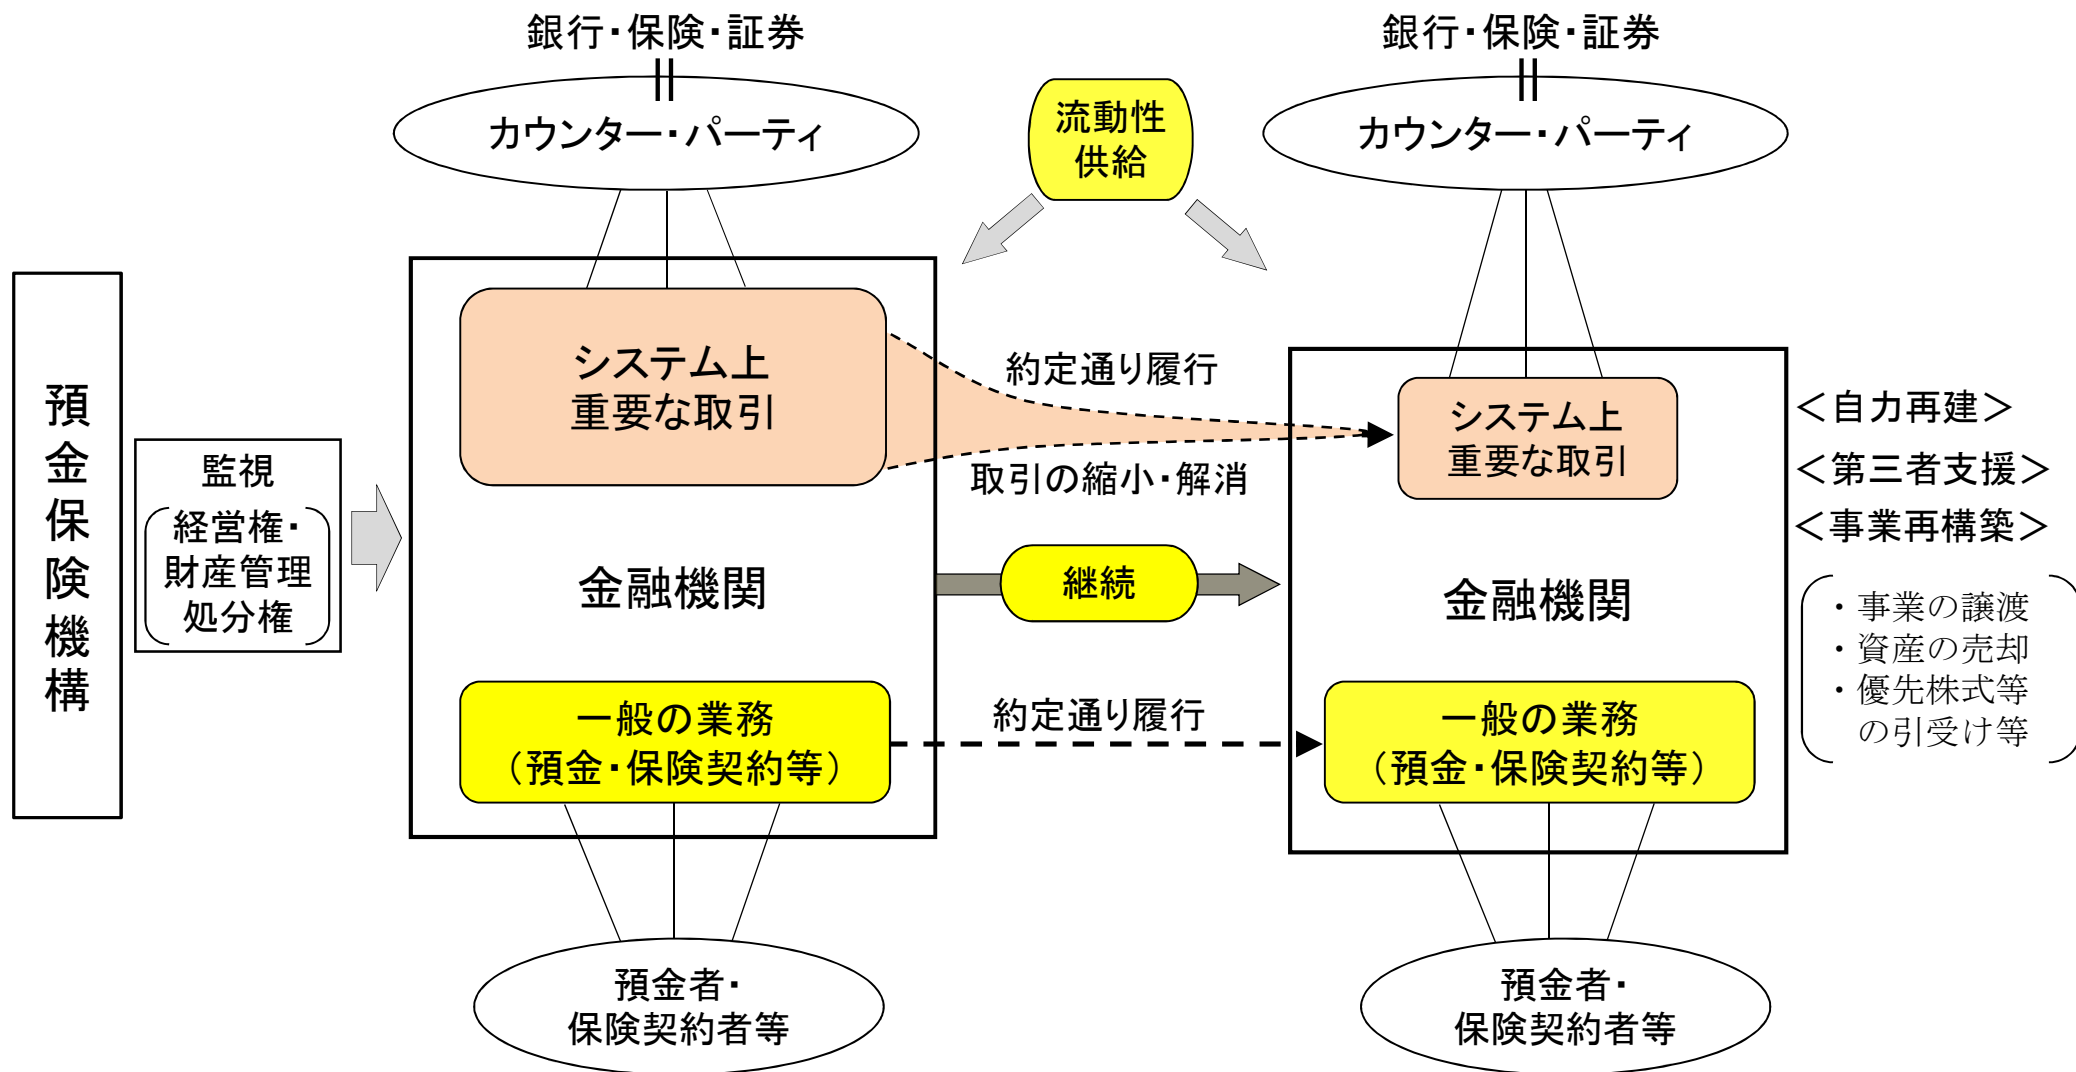 銀行・保険・証券
カウンター・パーティ
流動性
供給
銀行・保険・証券
カウンター・パーティ
預金保険機構
監視
経営権・
財産管理
処分権
システム上
重要な取引
金融機関
一般の業務
（預金・保険契約等）
預金者・
保険契約者等
約定通り履行
取引の縮小・解消
継続
約定通り履行
システム上
重要な取引
金融機関
一般の業務
（預金・保険契約等）
預金者・
保険契約者等
＜自力再建＞
＜第三者支援＞
＜事業再構築＞
・事業の譲渡
・資産の売却
・優先株式等
の引受け等